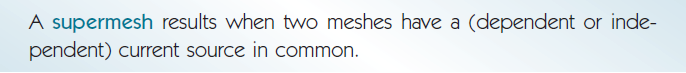 A supermesh results when two meshes have a (dependent or inde-
pendent) current source in common.